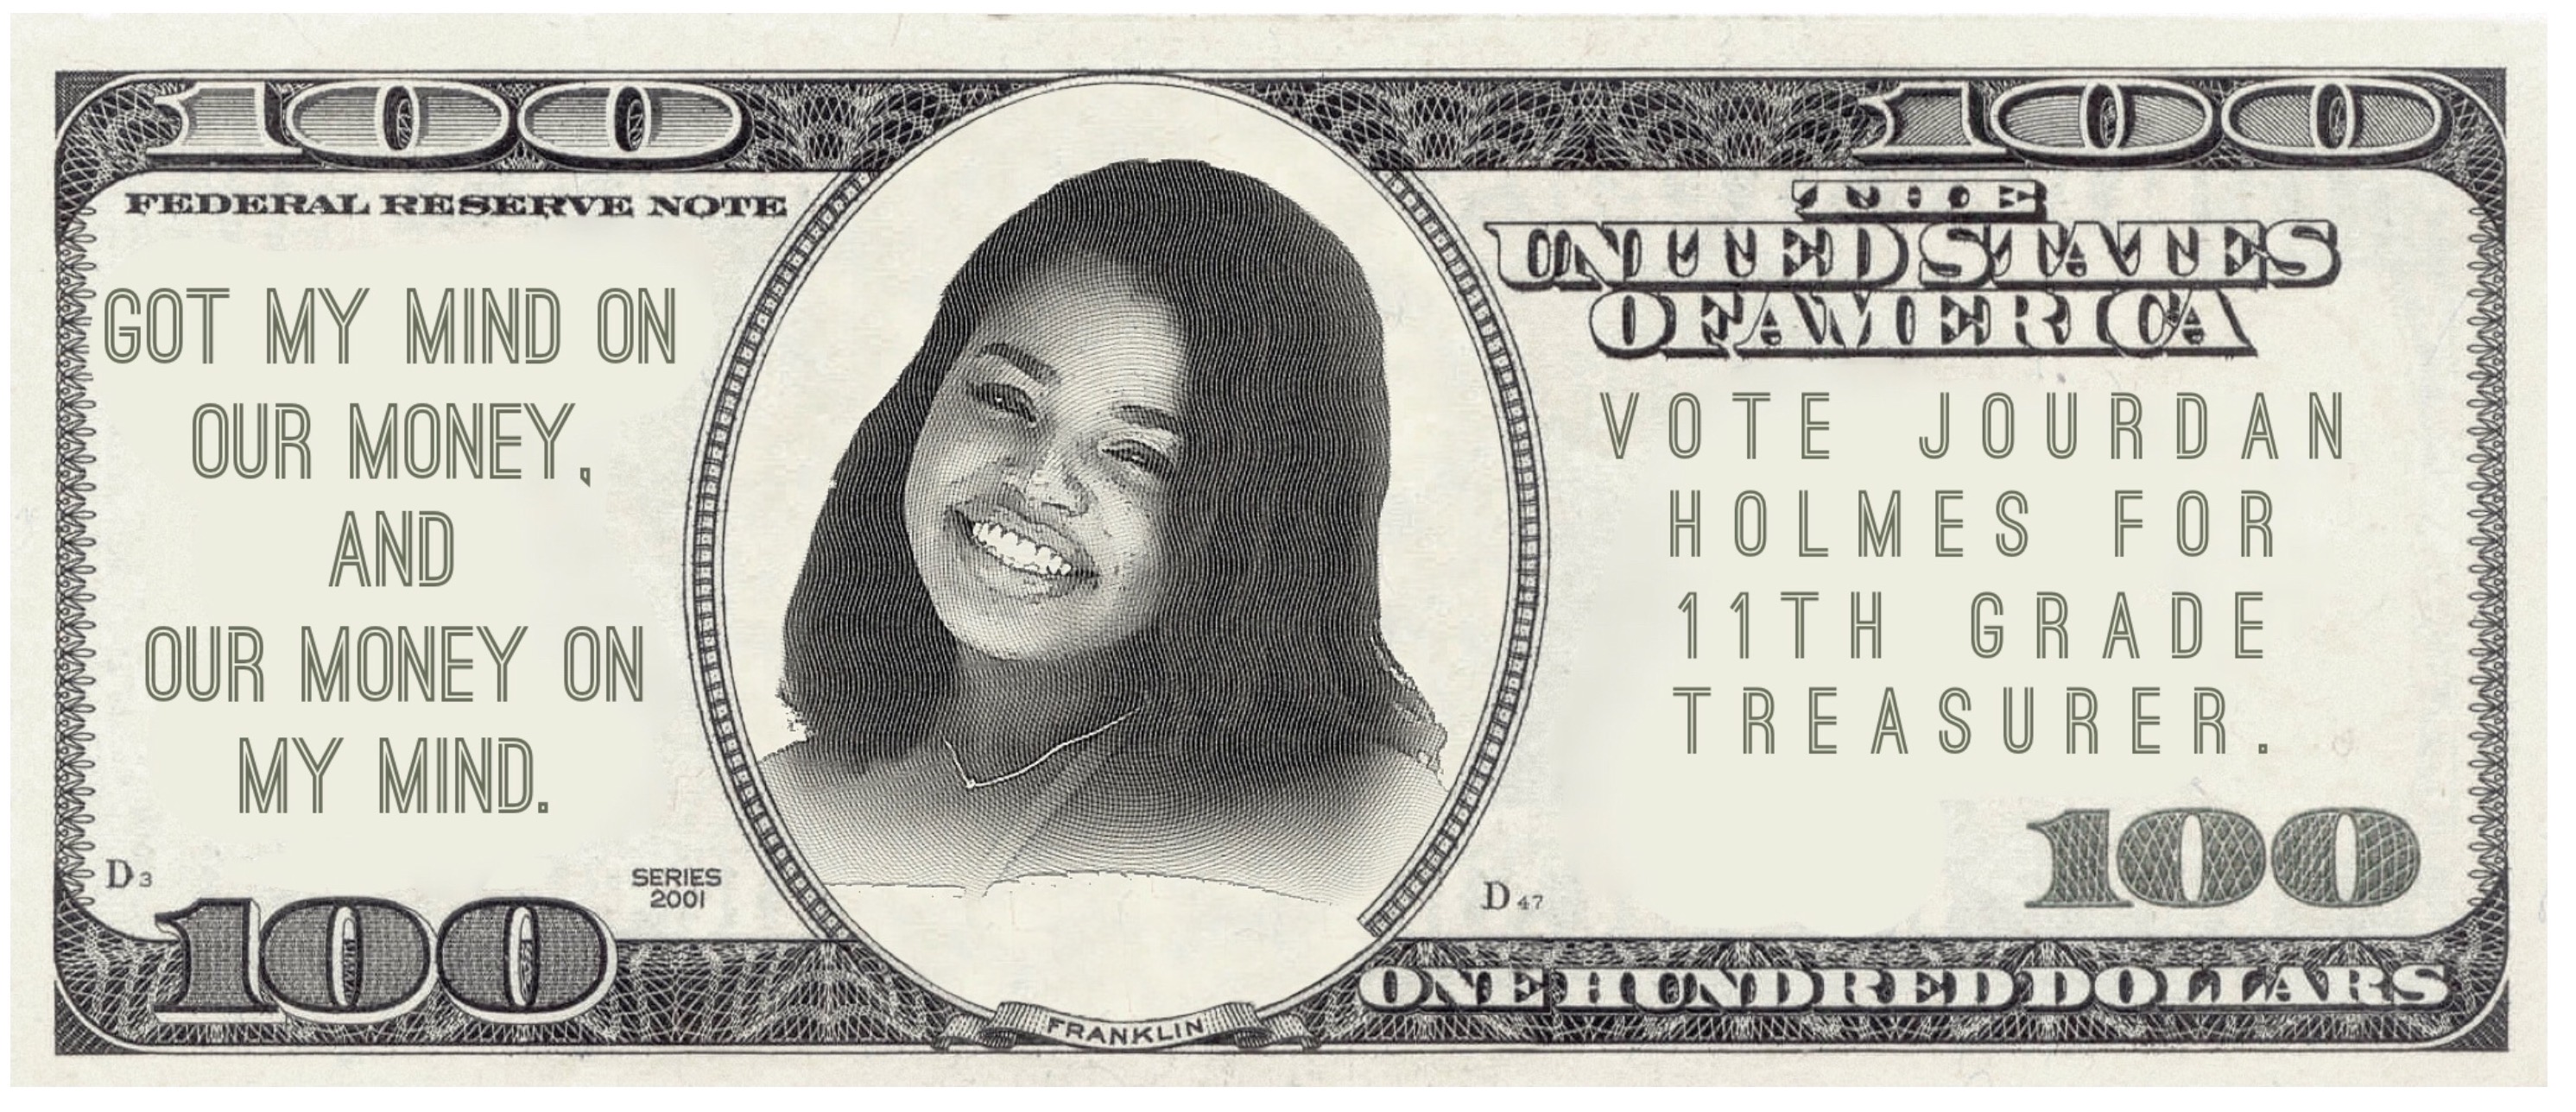 100
100
FEDERAL RESERVE NOTE
THE
UNITED STATES
OF AMERICA
GOT MY MIND ON
OUR MONEY,
AND
OUR MONEY ON
MY MIND.
VOTE JOURDAN
HOLMES FOR
11TH GRADE
TREASURER.
D3
SERIES
2001
D47
100
100
ONE HUNDRED DOLLARS
FRANKLIN